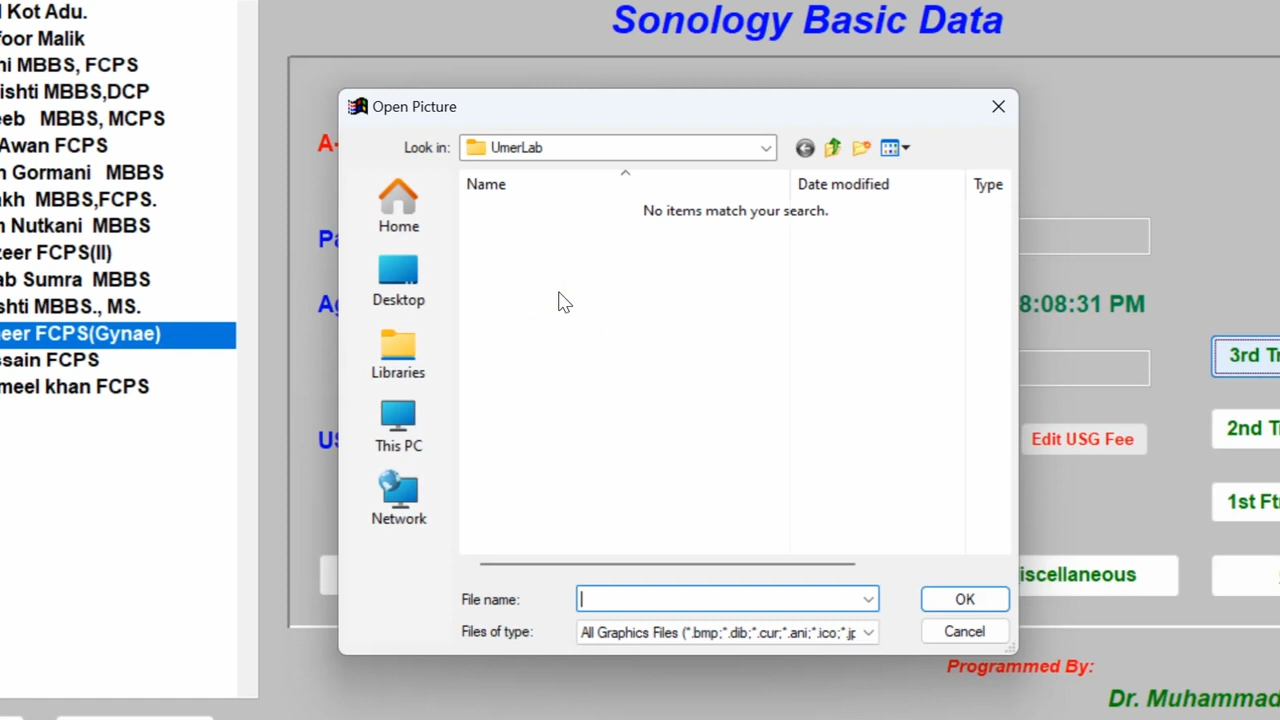 Kot Adu.
foor Malik
ni MBBS, FCPS
ishti MBBS,DCP
eeb MBBS, MCPS
Awan FCPS
n Gormani MBBS
kh MBBS,FCPS.
n Nutkani MBBS
zeer FCPS(II)
ab Sumra MBBS
shti MBBS., MS.
eer FCPS(Gynae)
ssain FCPS
meel khan FCPS
Sonology Basic Data
A-
Pa
Ag
US
8:08:31 PM
Edit USG Fee
3rd Tr
2nd T
1st Ft
iscellaneous
Programmed By:
Dr. Muhammad
Open Picture
Look in: UmerLab
Name Date modified Type
No items match your search.
Home
Desktop
Libraries
This PC
Network
File name: OK
Files of type: All Graphics Files (*.bmp;*.dib;*.cur;*.ani;*.ico;*.jp Cancel